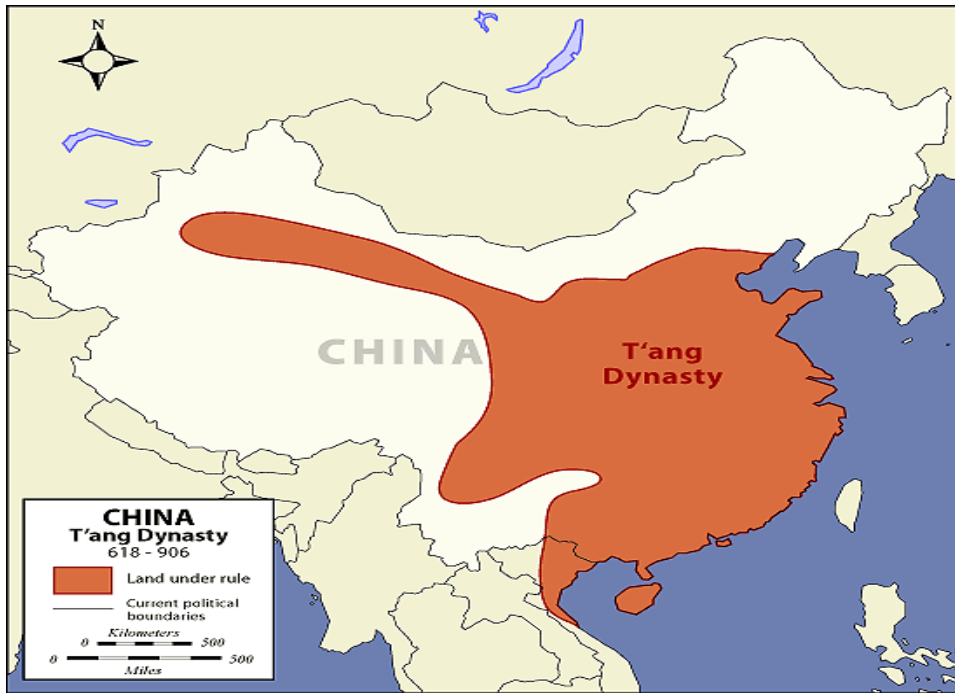 N
CHINA
T‘ang
Dynasty
CHINA
T’ang Dynasty
618 - 906
Land under rule
Current political
boundaries
Kilometers
0 500
0 500
Miles